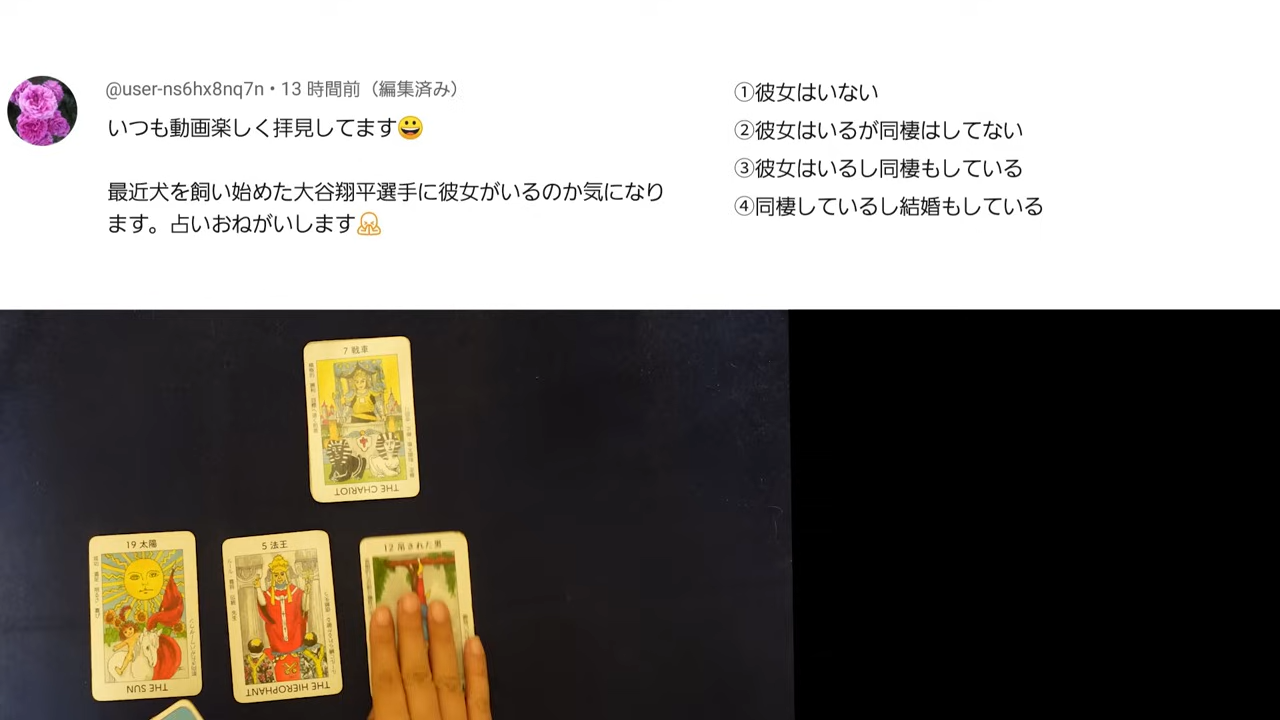 @user-ns6hx8nq7n • 13 時間前（編集済み）
いつも動画楽しく拝見してます😀
最近犬を飼い始めた大谷翔平選手に彼女がいるのか気になり
ます。占いおねがいします🙏
①彼女はいない
②彼女はいるが同棲はしてない
③彼女はいるし同棲もしている
④同棲しているし結婚もしている
7 戦車
THE CHARIOT
19 太陽
THE SUN
5 法王
THE HIEROPHANT
12 吊された男